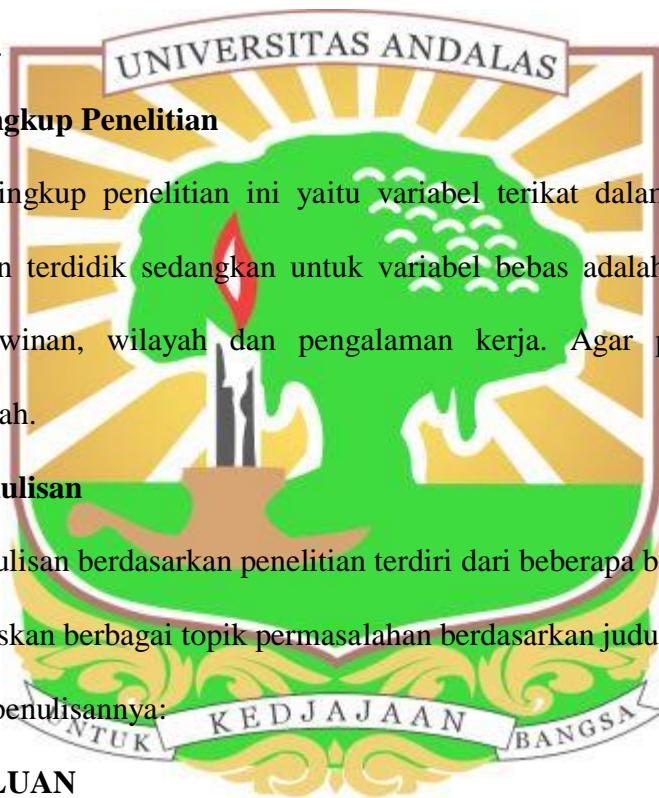 UNIVERSITAS ANDALAS
ngkup Penelitian
ingkup penelitian ini yaitu variabel terikat dalam
n terdidik sedangkan untuk variabel bebas adalah
winan, wilayah dan pengalaman kerja. Agar p
ah.
ulisan
ulisan berdasarkan penelitian terdiri dari beberapa b
skan berbagai topik permasalahan berdasarkan judu
penulisannya:
UNTUK KEDJAJAAN BANGSA
LUAN